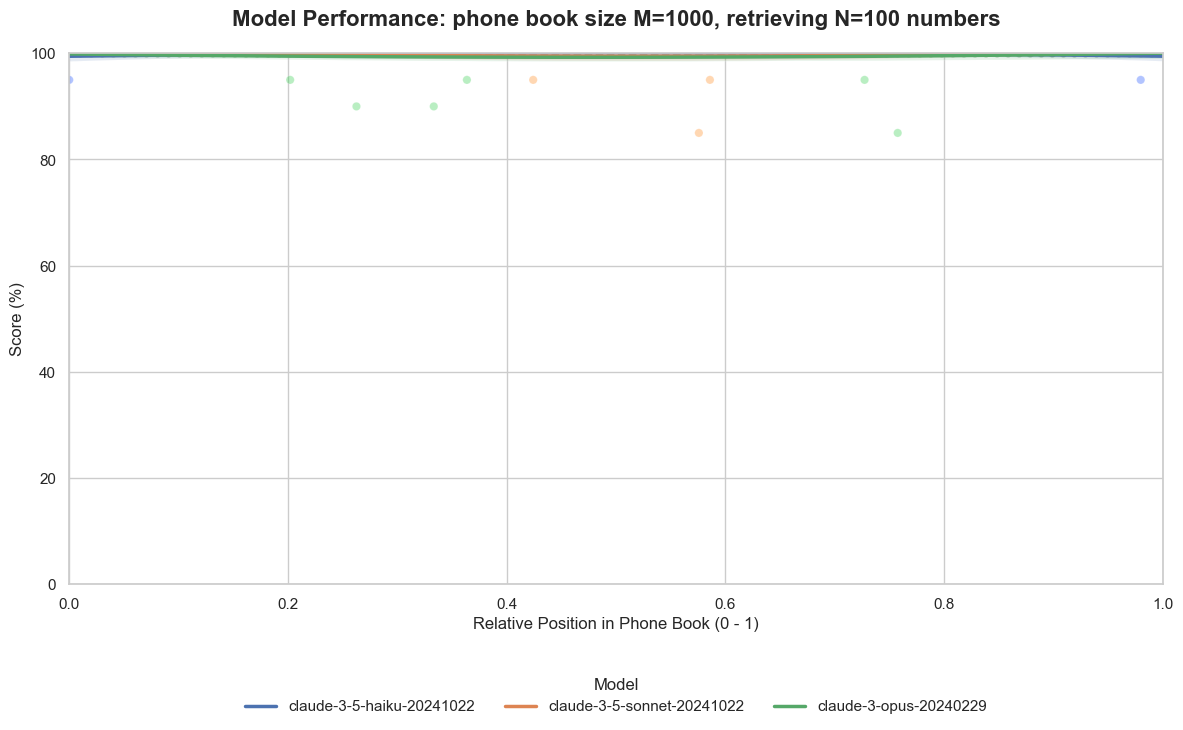 Model Performance: phone book size M=1000, retrieving N=100 numbers
100
80
60
40
20
0
Score (%)
0.0 0.2 0.4 0.6 0.8 1.0
Relative Position in Phone Book (0 - 1)
Model
claude-3-5-haiku-20241022 claude-3-5-sonnet-20241022 claude-3-opus-20240229